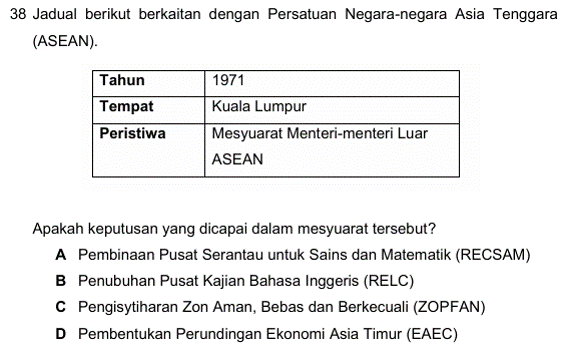 38 Jadual berikut berkaitan dengan Persatuan Negara-negara Asia Tenggara
(ASEAN).
Tahun 1971
Tempat Kuala Lumpur
Peristiwa Mesyuarat Menteri-menteri Luar
ASEAN
Apakah keputusan yang dicapai dalam mesyuarat tersebut?
A Pembinaan Pusat Serantau untuk Sains dan Matematik (RECSAM)
B Penubuhan Pusat Kajian Bahasa Inggeris (RELC)
C Pengisytiharan Zon Aman, Bebas dan Berkecuali (ZOPFAN)
D Pembentukan Perundingan Ekonomi Asia Timur (EAEC)